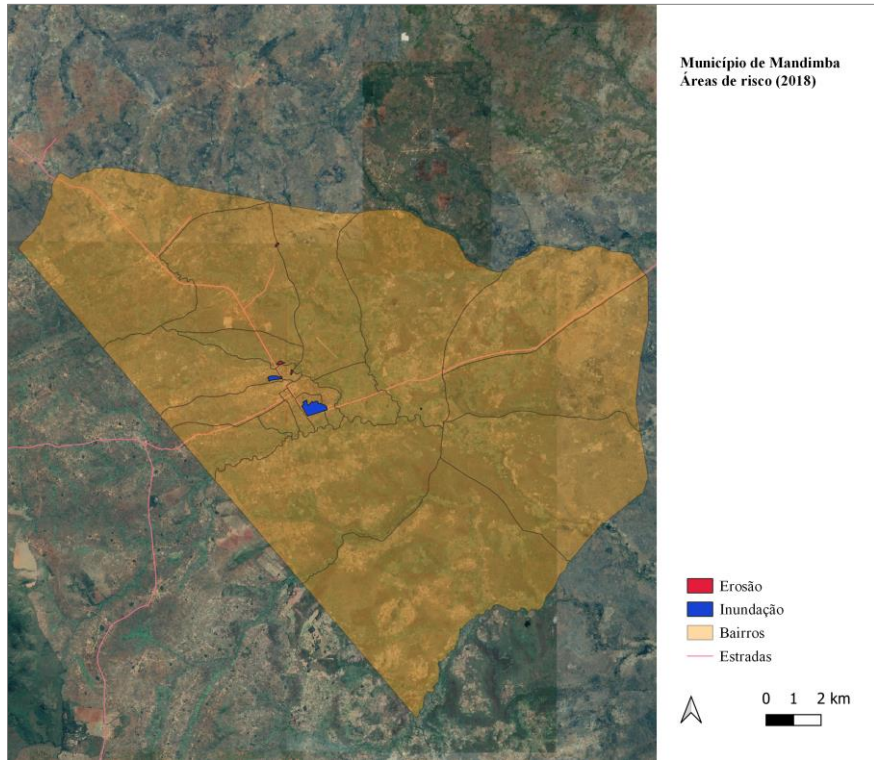 Município de Mandimba
Áreas de risco (2018)
Erosão
Inundação
Bairros
Estradas
0 1 2 km